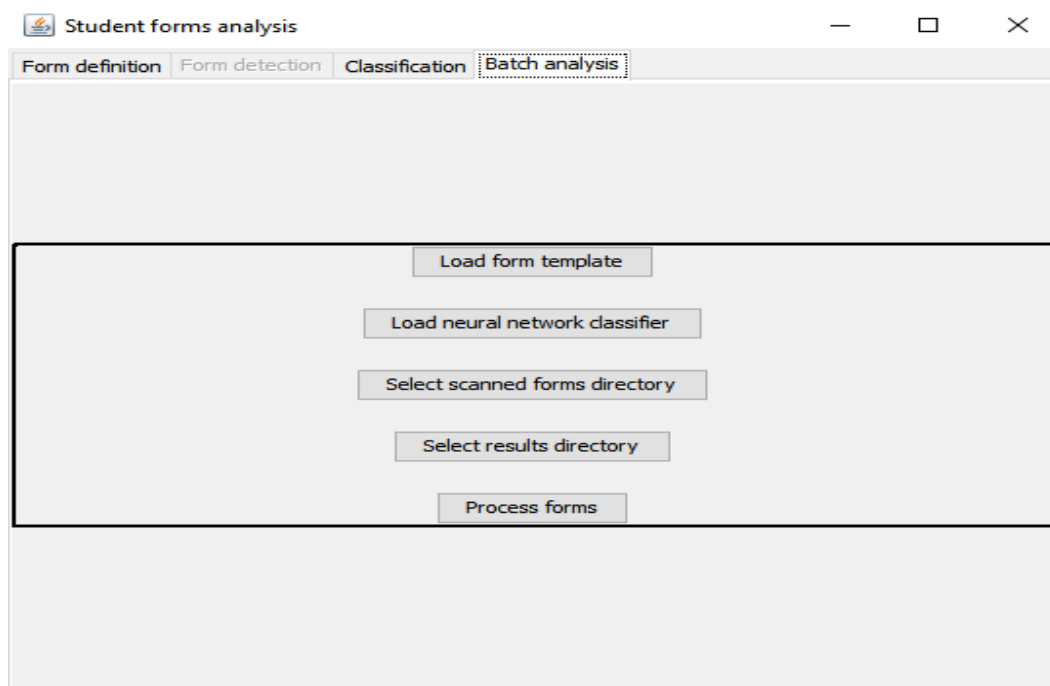 Student forms analysis
Form definition Form detection Classification Batch analysis
Load form template
Load neural network classifier
Select scanned forms directory
Select results directory
Process forms